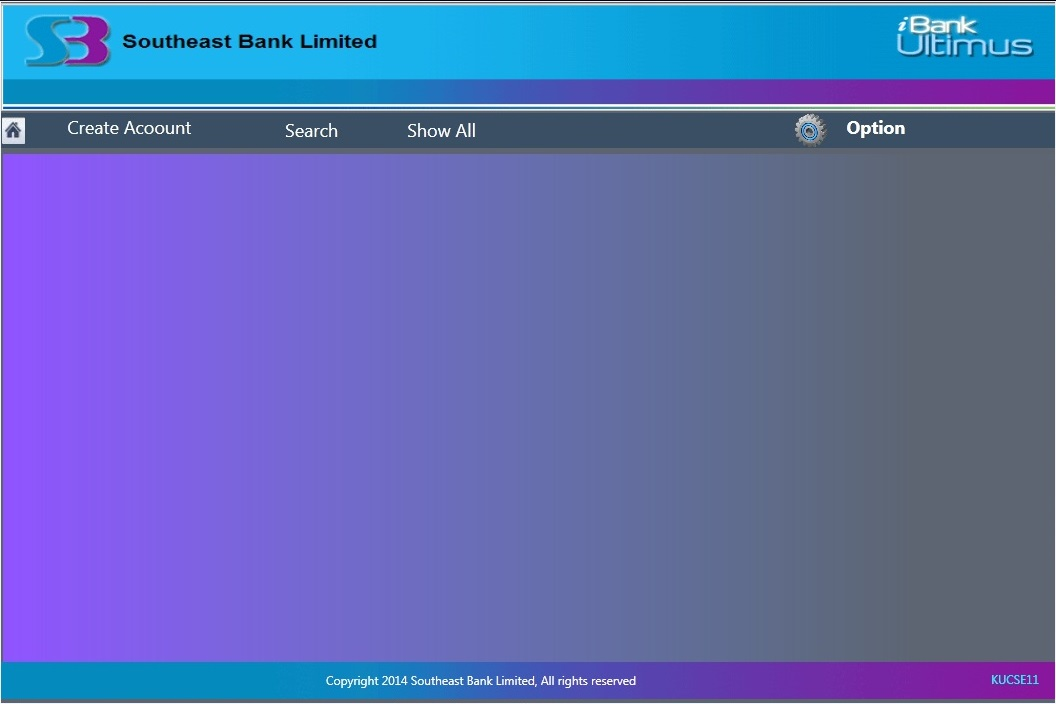 SB Southeast Bank Limited
iBank
Ultimus
Create Acoount Search Show All Option
Copyright 2014 Southeast Bank Limited, All rights reserved KUCSE11